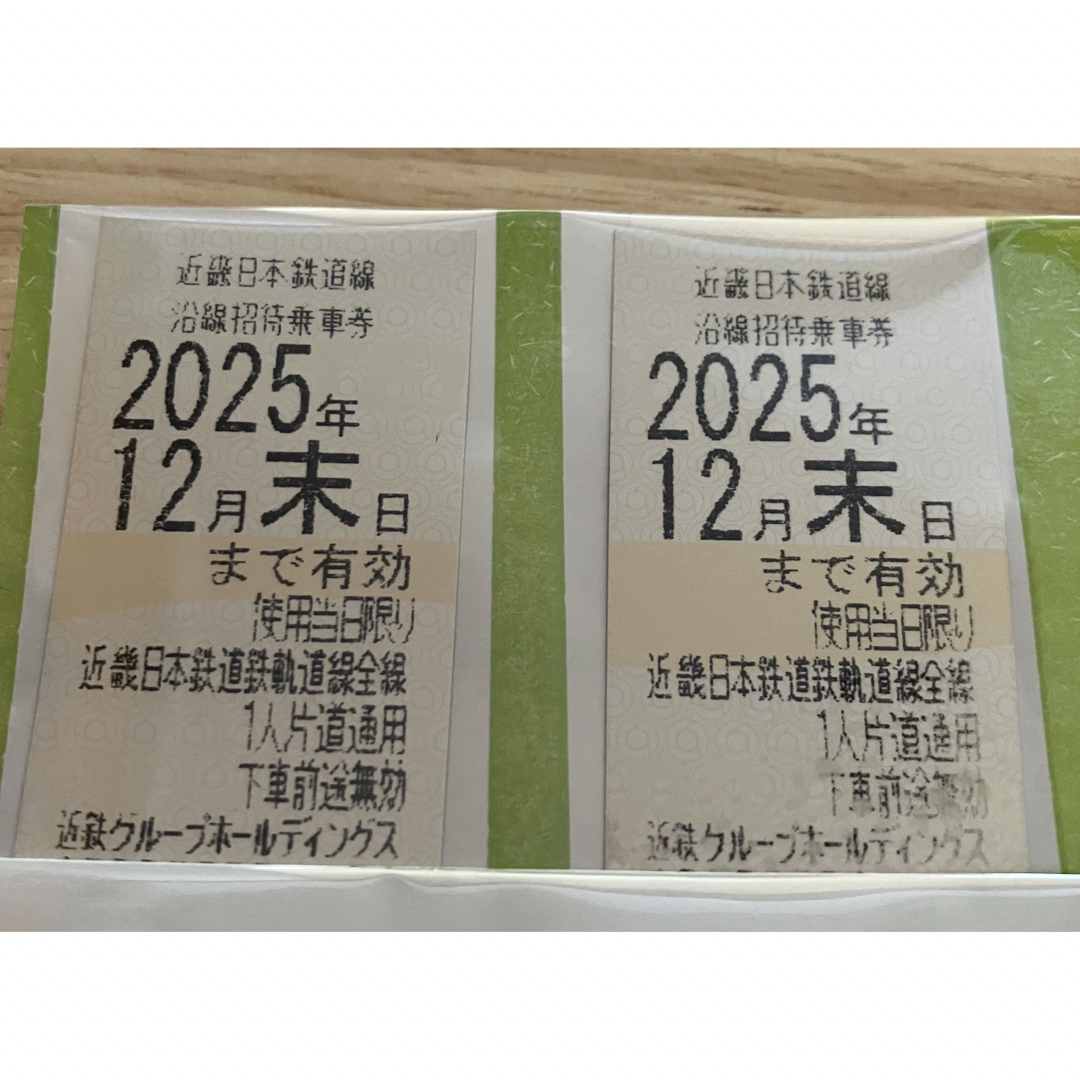 近畿日本鉄道線
沿線招待乗車券
2025年
12月末日
まで有効
使用当日限り
近畿日本鉄道鉄軌道線全線
1人片道通用
下車前途無効
近鉄グループホールディングス
近畿日本鉄道線
沿線招待乗車券
2025年
12月末日
まで有効
使用当日限り
近畿日本鉄道鉄軌道線全線
1人片道通用
下車前途無効
近鉄グループホールディングス